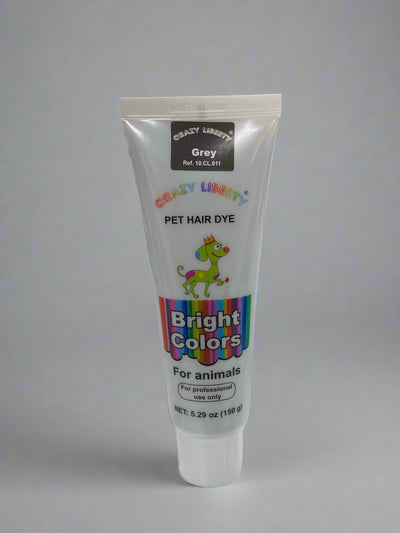 CRAZY LIBERTY®
Grey
Ref. 10.CL.011
CRAZY LIBERTY®
PET HAIR DYE
Bright
Colors
For animals
For professional
use only
NET: 5.29 oz (150 g)